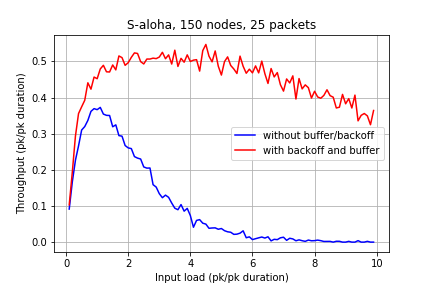 S-aloha, 150 nodes, 25 packets
Throughput (pk/pk duration)
0.5
0.4
0.3
0.2
0.1
0.0
without buffer/backoff
with backoff and buffer
0
2
4
6
8
10
Input load (pk/pk duration)